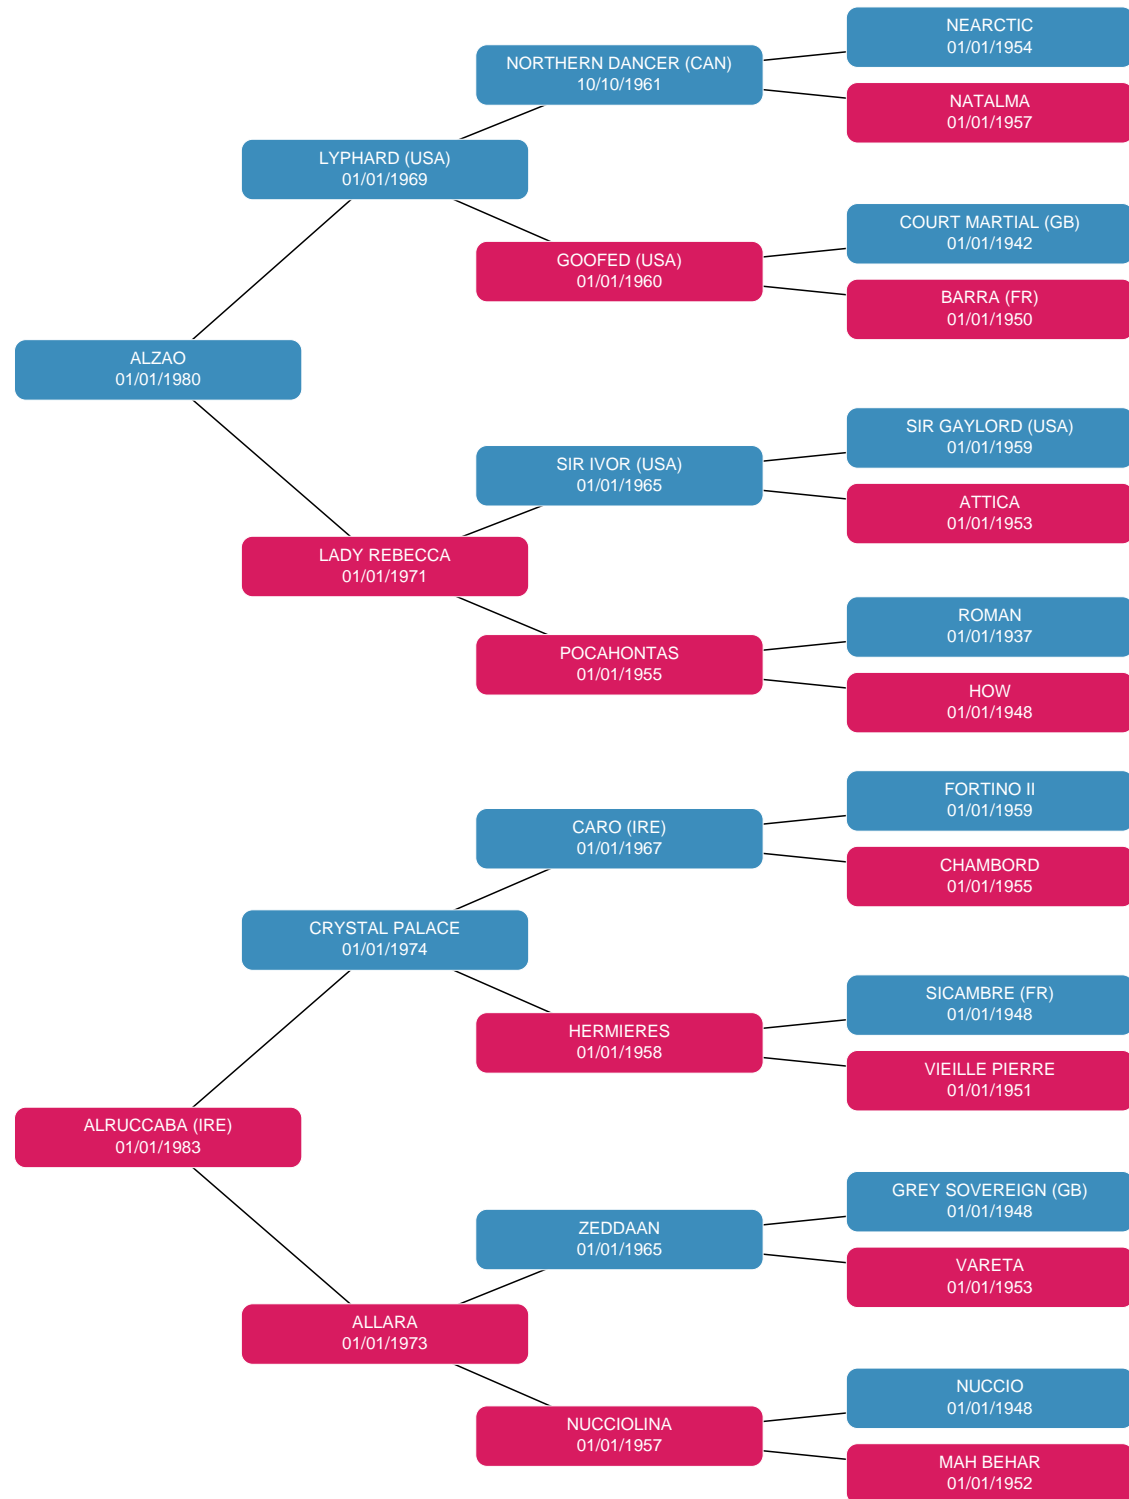 NEARCTIC
01/01/1954
NORTHERN DANCER (CAN)
10/10/1961
NATALMA
01/01/1957
LYPHARD (USA)
01/01/1969
COURT MARTIAL (GB)
01/01/1942
GOOFED (USA)
01/01/1960
BARRA (FR)
01/01/1950
ALZAO
01/01/1980
SIR GAYLORD (USA)
01/01/1959
SIR IVOR (USA)
01/01/1965
ATTICA
01/01/1953
LADY REBECCA
01/01/1971
ROMAN
01/01/1937
POCAHONTAS
01/01/1955
HOW
01/01/1948
FORTINO II
01/01/1959
CARO (IRE)
01/01/1967
CHAMBORD
01/01/1955
CRYSTAL PALACE
01/01/1974
SICAMBRE (FR)
01/01/1948
HERMIERES
01/01/1958
VIEILLE PIERRE
01/01/1951
ALRUCCABA (IRE)
01/01/1983
GREY SOVEREIGN (GB)
01/01/1948
ZEDDAAN
01/01/1965
VARETA
01/01/1953
ALLARA
01/01/1973
NUCCIO
01/01/1948
NUCCIOLINA
01/01/1957
MAH BEHAR
01/01/1952